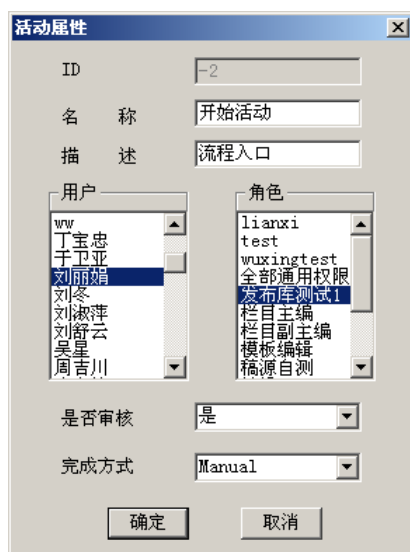 活动属性
ID
-2
名 称
开始活动
描 述
流程入口
用户
ww
丁宝忠
于卫亚
刘丽娟
刘冬
刘淑萍
刘舒云
吴星
周吉川
角色
lianxi
test
wuxingtest
全部通用权限
发布库测试1
栏目主编
栏目副主编
模板编辑
稿源自测
是否审核
是
完成方式
Manual
确定
取消